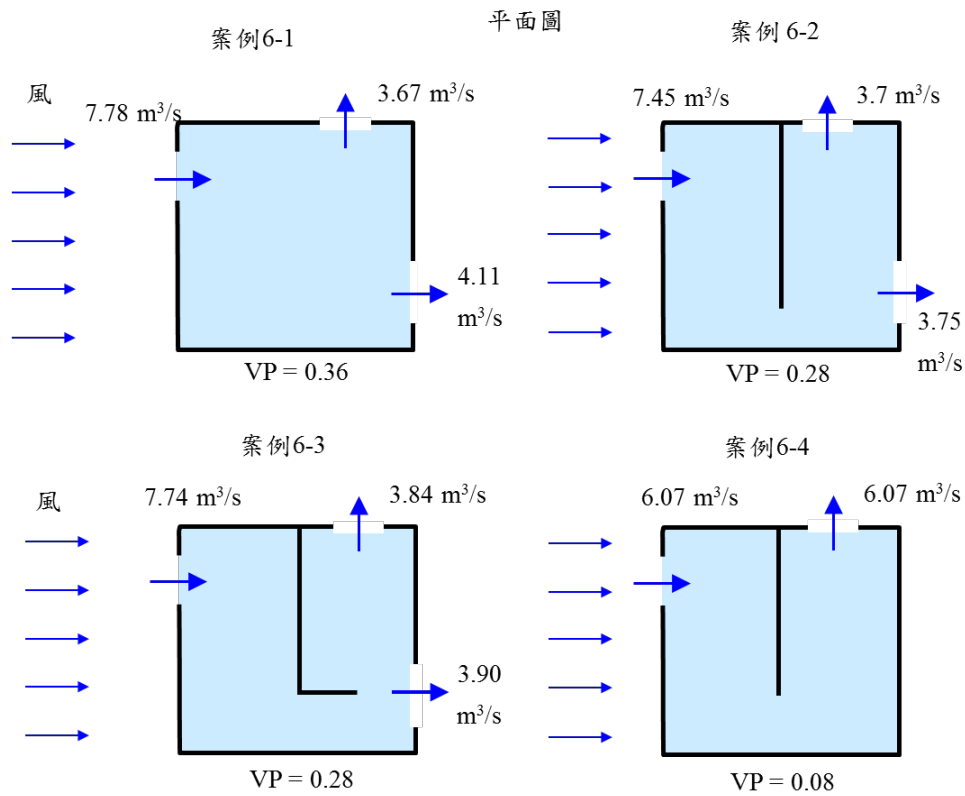 平面圖
案例6-1
風
7.78 m³/s
3.67 m³/s
4.11
m³/s
VP = 0.36
案例 6-2
7.45 m³/s
3.7 m³/s
3.75
m³/s
VP = 0.28
案例6-3
風
7.74 m³/s
3.84 m³/s
3.90
m³/s
VP = 0.28
案例6-4
6.07 m³/s
6.07 m³/s
VP = 0.08